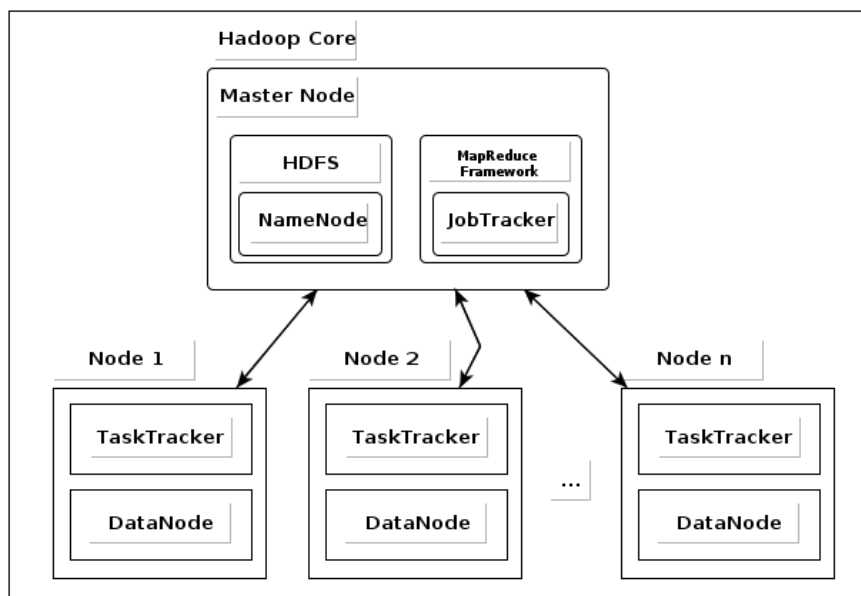 Hadoop Core
Master Node
HDFS
NameNode
MapReduce
Framework
JobTracker
Node 1
TaskTracker
DataNode
Node 2
TaskTracker
DataNode
...
Node n
TaskTracker
DataNode